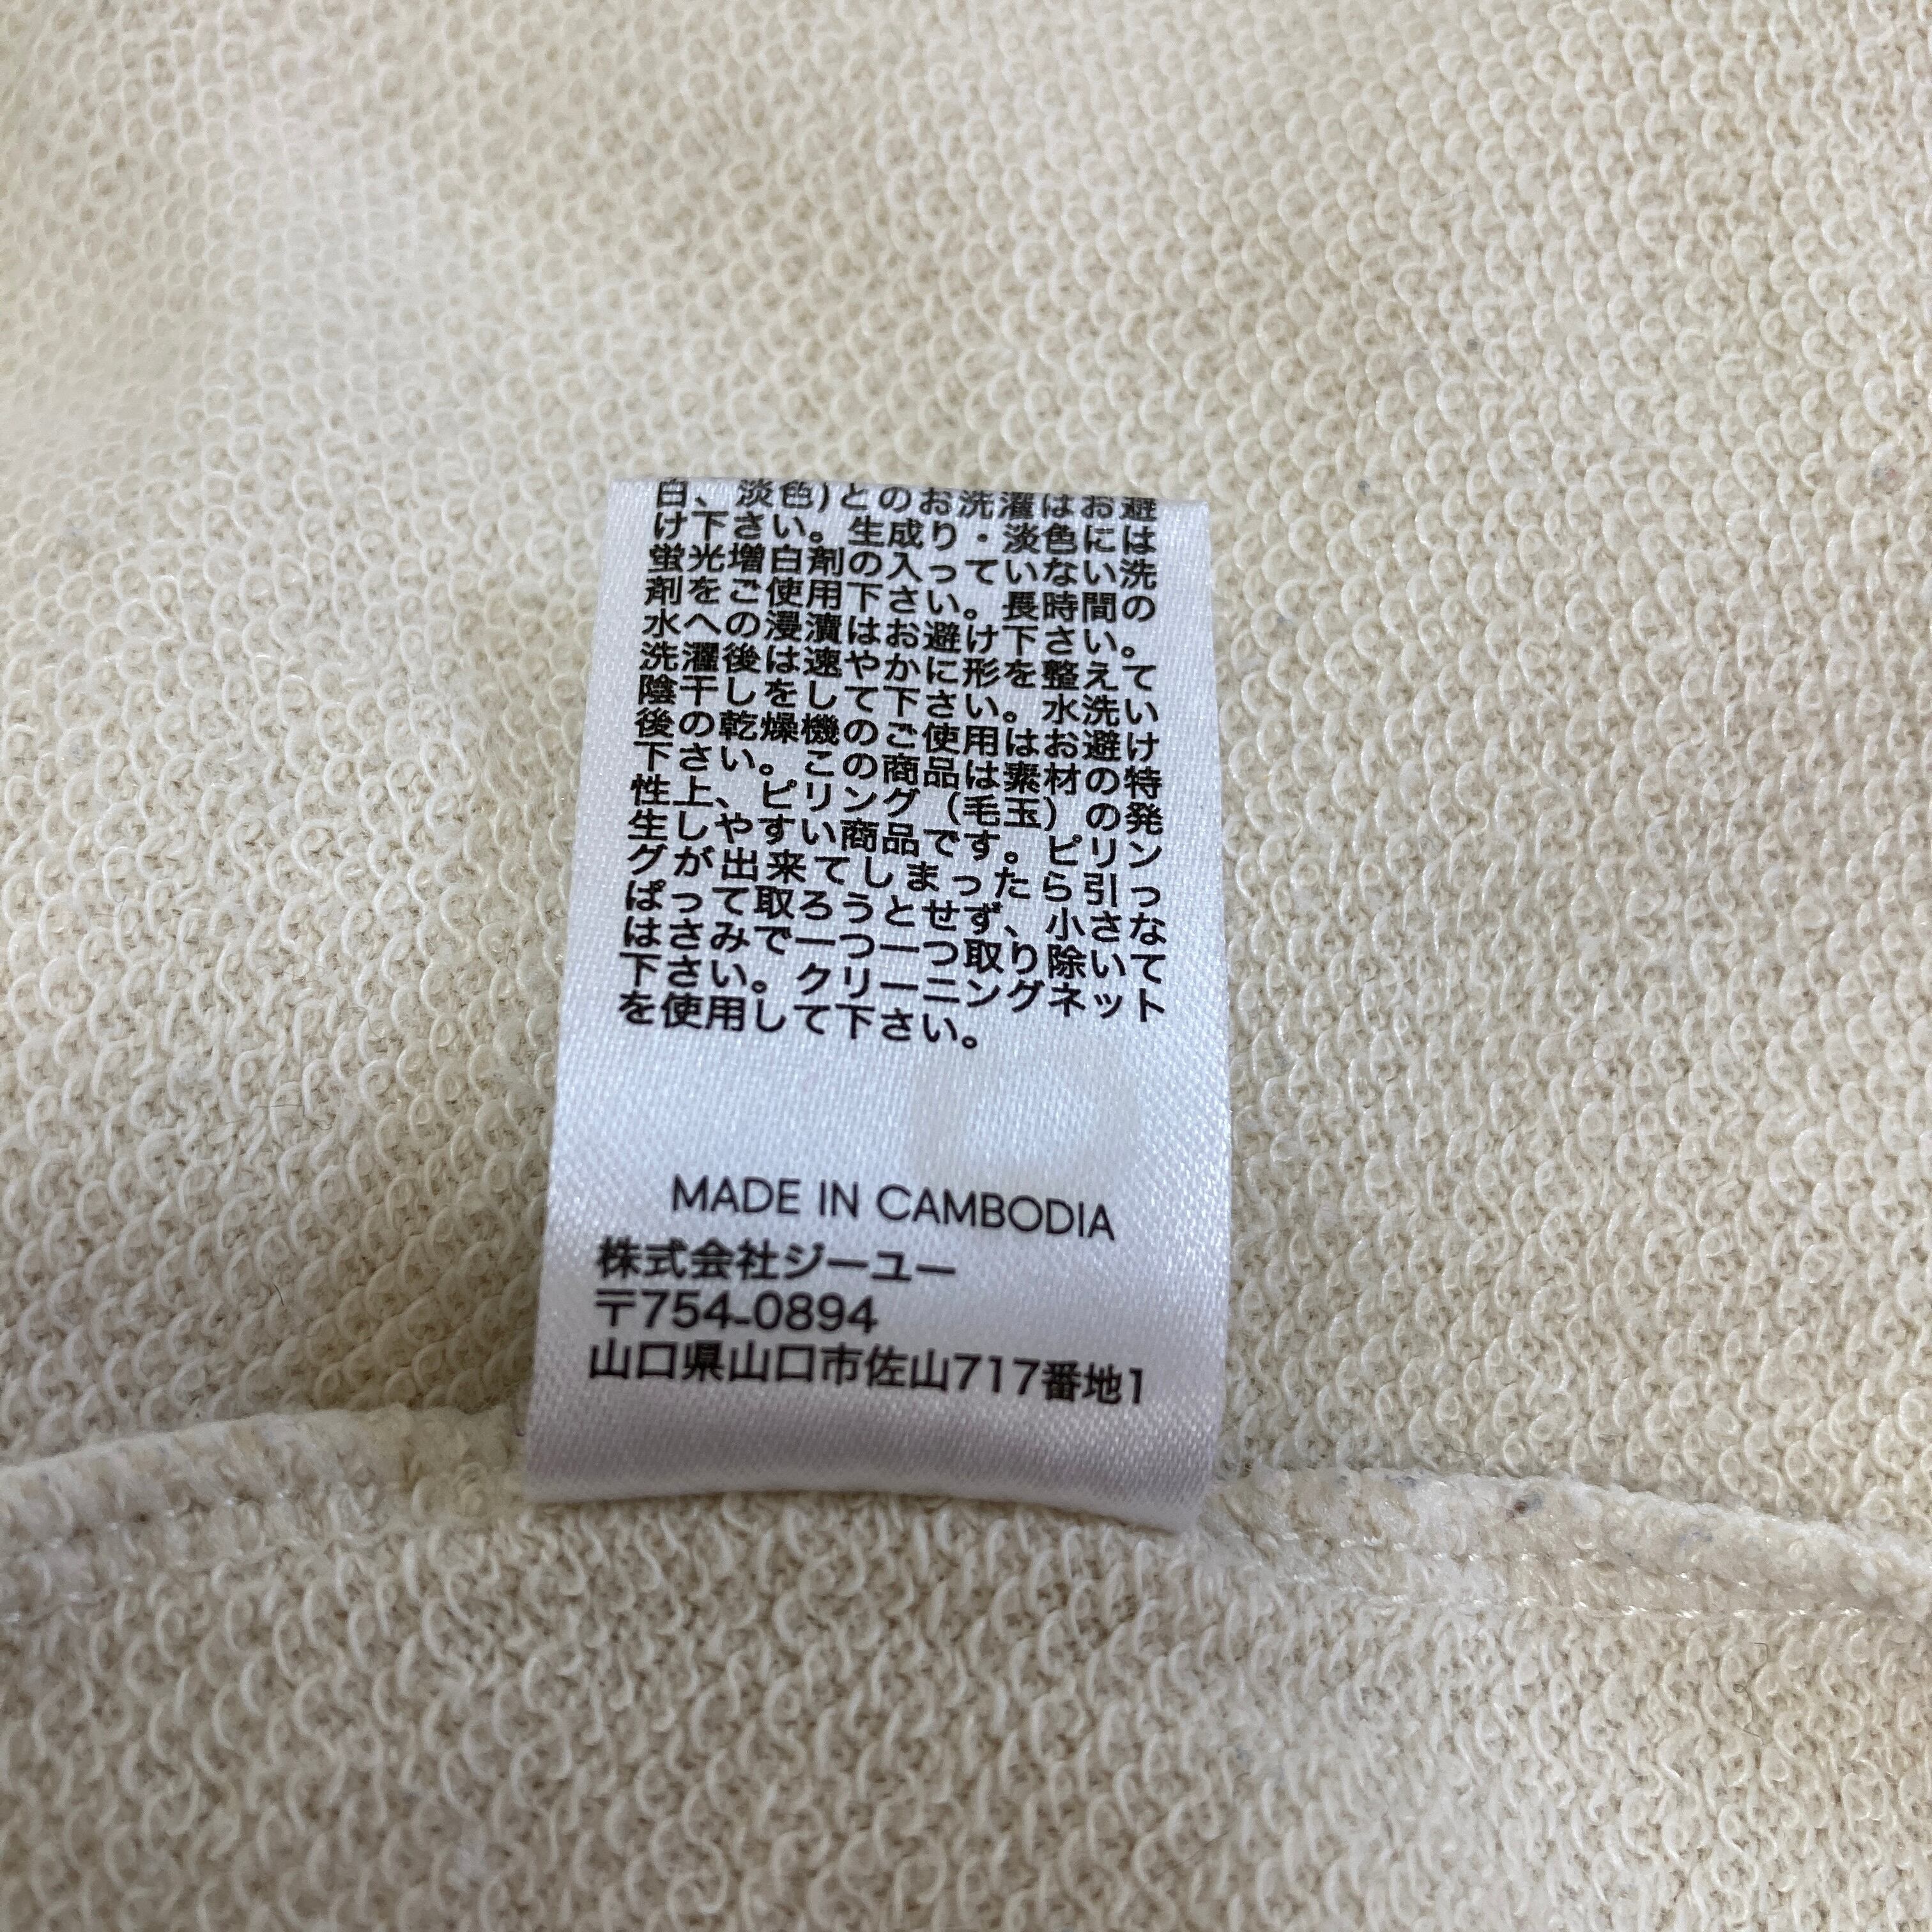 白、淡色)とのお洗濯はお避
け下さい。生成り・淡色には
蛍光増白剤の入っていない洗
剤をご使用下さい。長時間の
水への浸漬はお避け下さい。
洗濯後は速やかに形を整えて
陰干しをして下さい。水洗い
後の乾燥機のご使用はお避け
下さい。この商品は素材の特
性上、ピリング(毛玉)の発
生しやすい商品です。ピリン
グが出来てしまったら引っ
ぱって取ろうとせず、小さな
はさみで一つ一つ取り除いて
下さい。クリーニングネット
を使用して下さい。
MADE IN CAMBODIA
株式会社ジーユー
〒754-0894
山口県山口市佐山717番地1